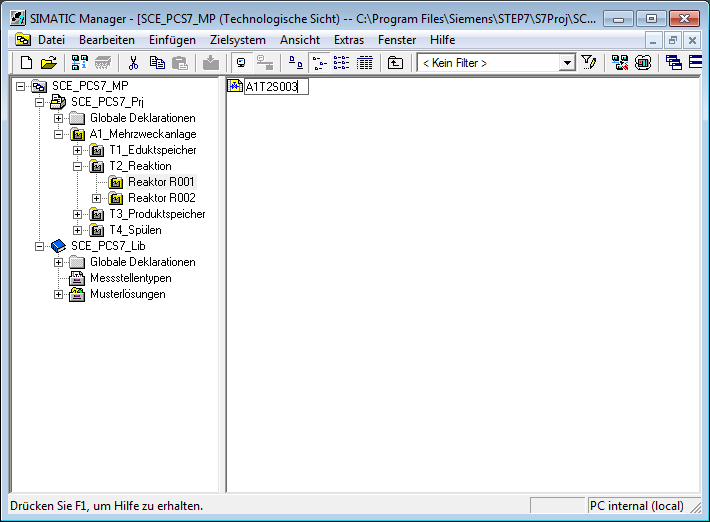 SIMATIC Manager - [SCE_PCS7_MP (Technologische Sicht) -- C:\Program Files\Siemens\STEP7\S7Proj\SC...
Datei Bearbeiten Einfügen Zielsystem Ansicht Extras Fenster Hilfe
< Kein Filter >
SCE_PCS7_MP
A1T2S003
SCE_PCS7_Prj
Globale Deklarationen
A1_Mehrzweckanlage
T1_Eduktspeicher
T2_Reaktion
Reaktor R001
Reaktor R002
T3_Produktspeicher
T4_Spülen
SCE_PCS7_Lib
Globale Deklarationen
Messstellentypen
Musterlösungen
Drücken Sie F1, um Hilfe zu erhalten. PC internal (local)